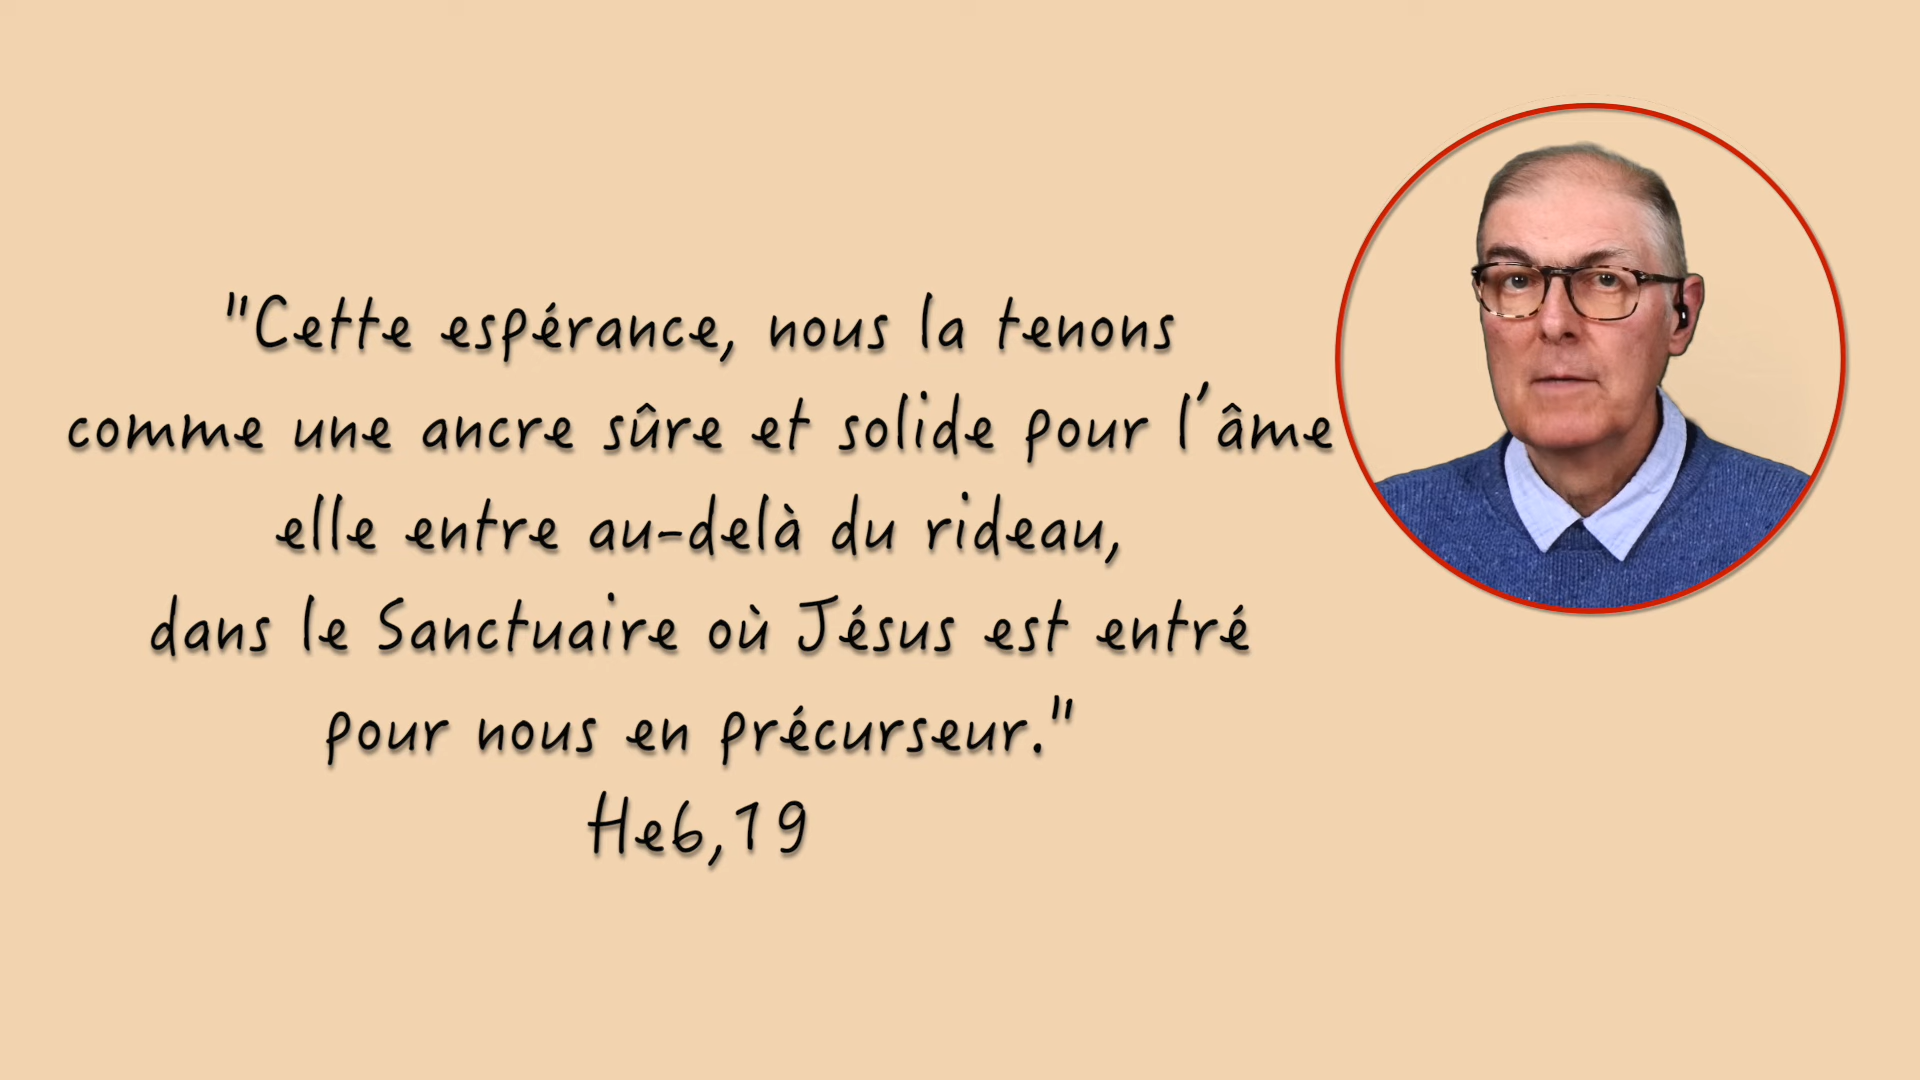 "Cette espérance, nous la tenons
comme une ancre sûre et solide pour l'âme
elle entre au-delà du rideau,
dans le Sanctuaire où Jésus est entré
pour nous en précurseur."
He6,19